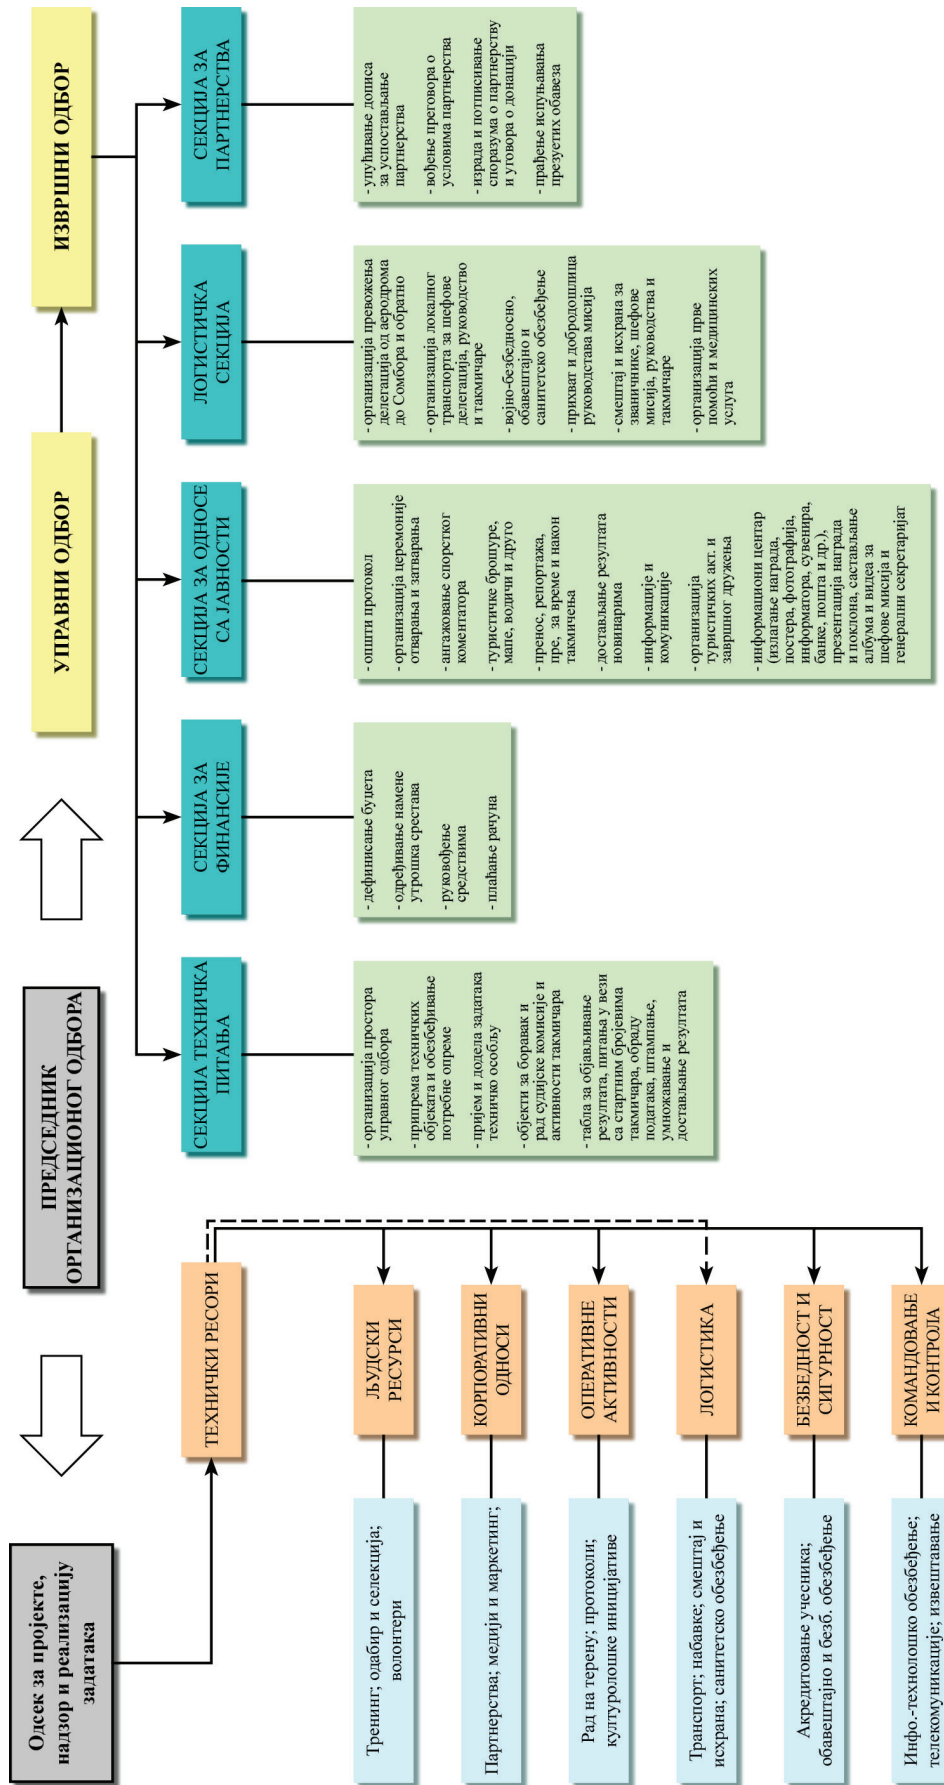 ПРЕДСЕДНИК
ОРГАНИЗАЦИОНОГ ОДБОРА
Одсек за пројекте,
надзор и реализацију
задатака
УПРАВНИ ОДБОР
ИЗВРШНИ ОДБОР
ТЕХНИЧКИ РЕСОРИ
ЉУДСКИ
РЕСУРСИ
Тренинг; одабир и селекција;
волонтери
КОРПОРАТИВНИ
ОДНОСИ
Партнерства; медији и маркетинг;
ОПЕРАТИВНЕ
АКТИВНОСТИ
Рад на терену; протоколи;
културолошке иницијативе
ЛОГИСТИКА
Транспорт; набавке; смештај и
исхрана; санитетско обезбеђење
БЕЗБЕДНОСТ И
СИГУРНОСТ
Акредитовање учесника;
обавештајно и безб. обезбеђење
КОМАНДОВАЊЕ
И КОНТРОЛА
Инфо.-технолошко обезбеђење;
телекомуникације; извештавање
СЕКЦИЈА ТЕХНИЧКА
ПИТАЊА
- организација простора
управног одбора
- припрема техничких
објеката и обезбеђивање
потребне опреме
- пријем и додела задатака
техничко особљу
- објекти за боравак и
рад судијске комисије и
активности такмичара
- табла за објављивање
резултата, питања у вези
са стартним бројевима
такмичара, обраду
података, штампање,
умножавање и
достављање резултата
СЕКЦИЈА ЗА
ФИНАНСИЈЕ
- дефинисање буџета
- одређивање намене
утрошка срестава
- руковођење
средствима
- плаћање рачуна
СЕКЦИЈА ЗА ОДНОСЕ
СА ЈАВНОСТИ
- општи протокол
- организација церемоније
отварања и затварања
- ангажовање спорстког
коментатора
- туристичке брошуре,
мапе, водичи и друго
- пренос, репортажа,
пре, за време и након
такмичења
- достављање резултата
новинарима
- информације и
комуникације
- организација
туристичких акт. и
завршног дружења
- информациони центар
(излагање награда,
постера, фотографија,
информатора, сувенира,
банке, пошта и др.),
презентација награда
и поклона, састављање
албума и видеа за
шефове мисија и
генерални секретаријат
ЛОГИСТИЧКА
СЕКЦИЈА
- организација превожења
делегација од аеродрома
до Сомбора и обратно
- организација локалног
транспорта за шефове
делегација, руководство
и такмичаре
- војно-безбедносно,
обавештајно и
санитетско обезбеђење
- прихват и добродошлица
руководстава мисија
- смештај и исхрана за
званичнике, шефове
мисија, руководства и
такмичаре
- организација прве
помоћи и медицинских
услуга
СЕКЦИЈА ЗА
ПАРТНЕРСТВА
- упућивање дописа
за успостављање
партнерства
- вођење преговора о
условима партнерства
- израда и потписивање
споразума о партнерству
и уговора о донацији
- праћење испуњавања
презуетих обавеза